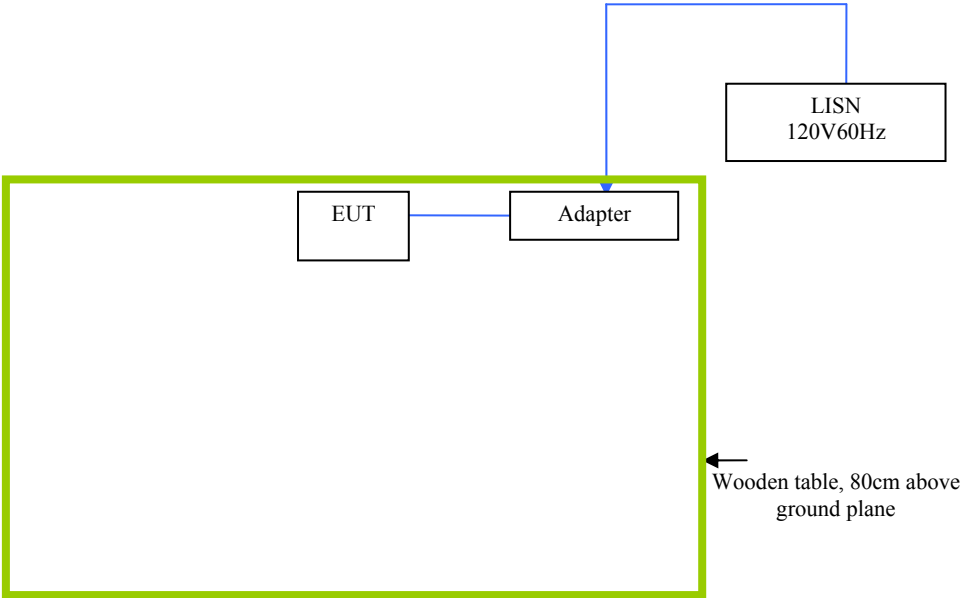 LISN
120V60Hz
EUT
Adapter
Wooden table, 80cm above
ground plane